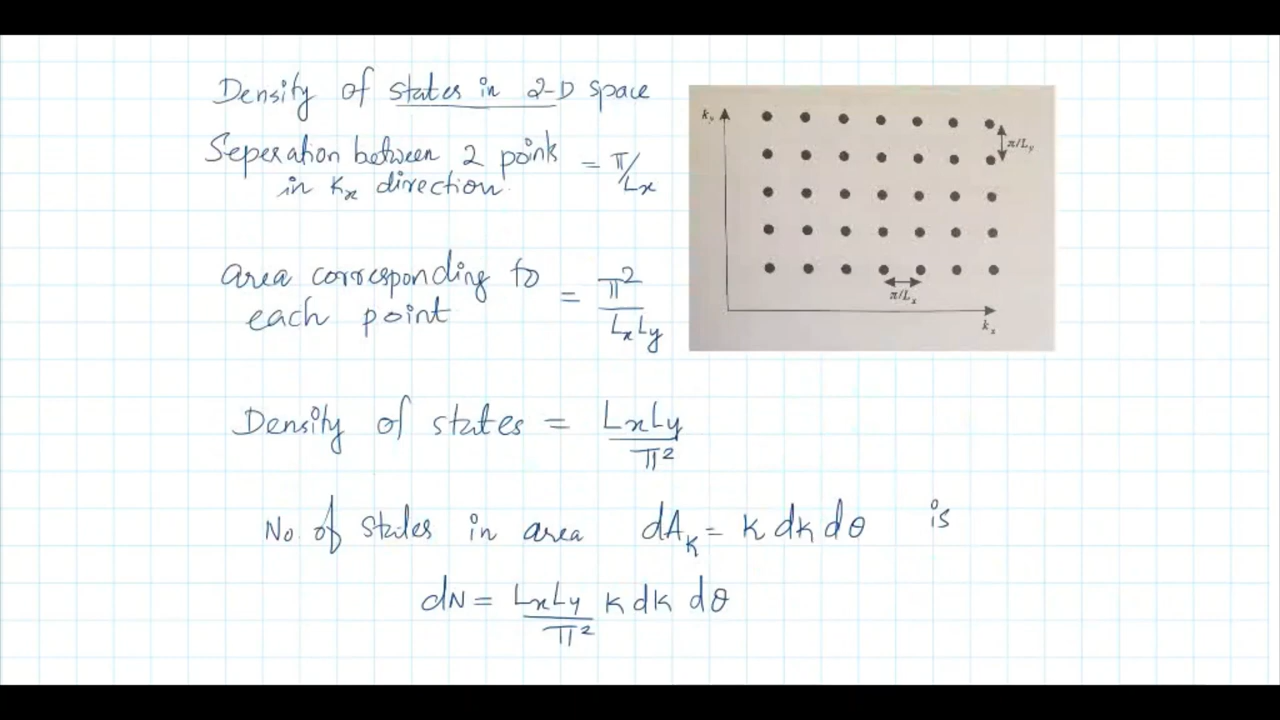 Density of states in 2-D space
Seperation between 2 points
in Kx direction
= π/Lx
area corresponding to
each point
= π²/LxLy
Density of states = LxLy/π²
No. of states in area dAK = K dK dθ is
dN = LxLy/π² K dK dθ
ky
π/Ly
π/Lx
kx